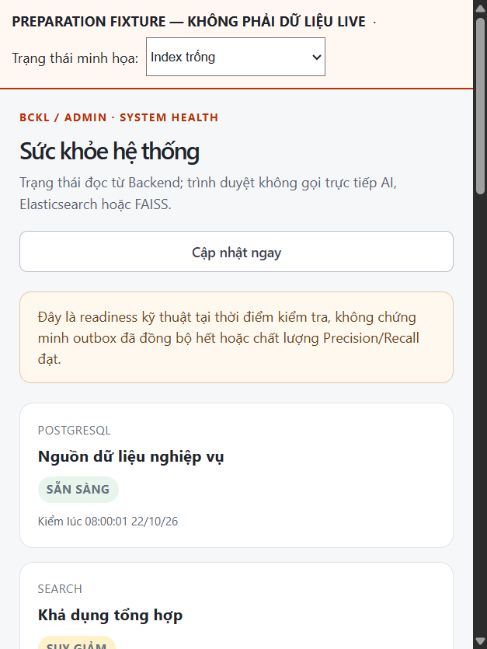 PREPARATION FIXTURE — KHÔNG PHẢI DỮ LIỆU LIVE ·
Trạng thái minh họa: Index trống
BCKL / ADMIN · SYSTEM HEALTH
Sức khỏe hệ thống
Trạng thái đọc từ Backend; trình duyệt không gọi trực tiếp AI,
Elasticsearch hoặc FAISS.
Cập nhật ngay
Đây là readiness kỹ thuật tại thời điểm kiểm tra, không chứng
minh outbox đã đồng bộ hết hoặc chất lượng Precision/Recall
đạt.
POSTGRESQL
Nguồn dữ liệu nghiệp vụ
SẴN SÀNG
Kiểm lúc 08:00:01 22/10/26
SEARCH
Khả dụng tổng hợp
SUY GIẢM